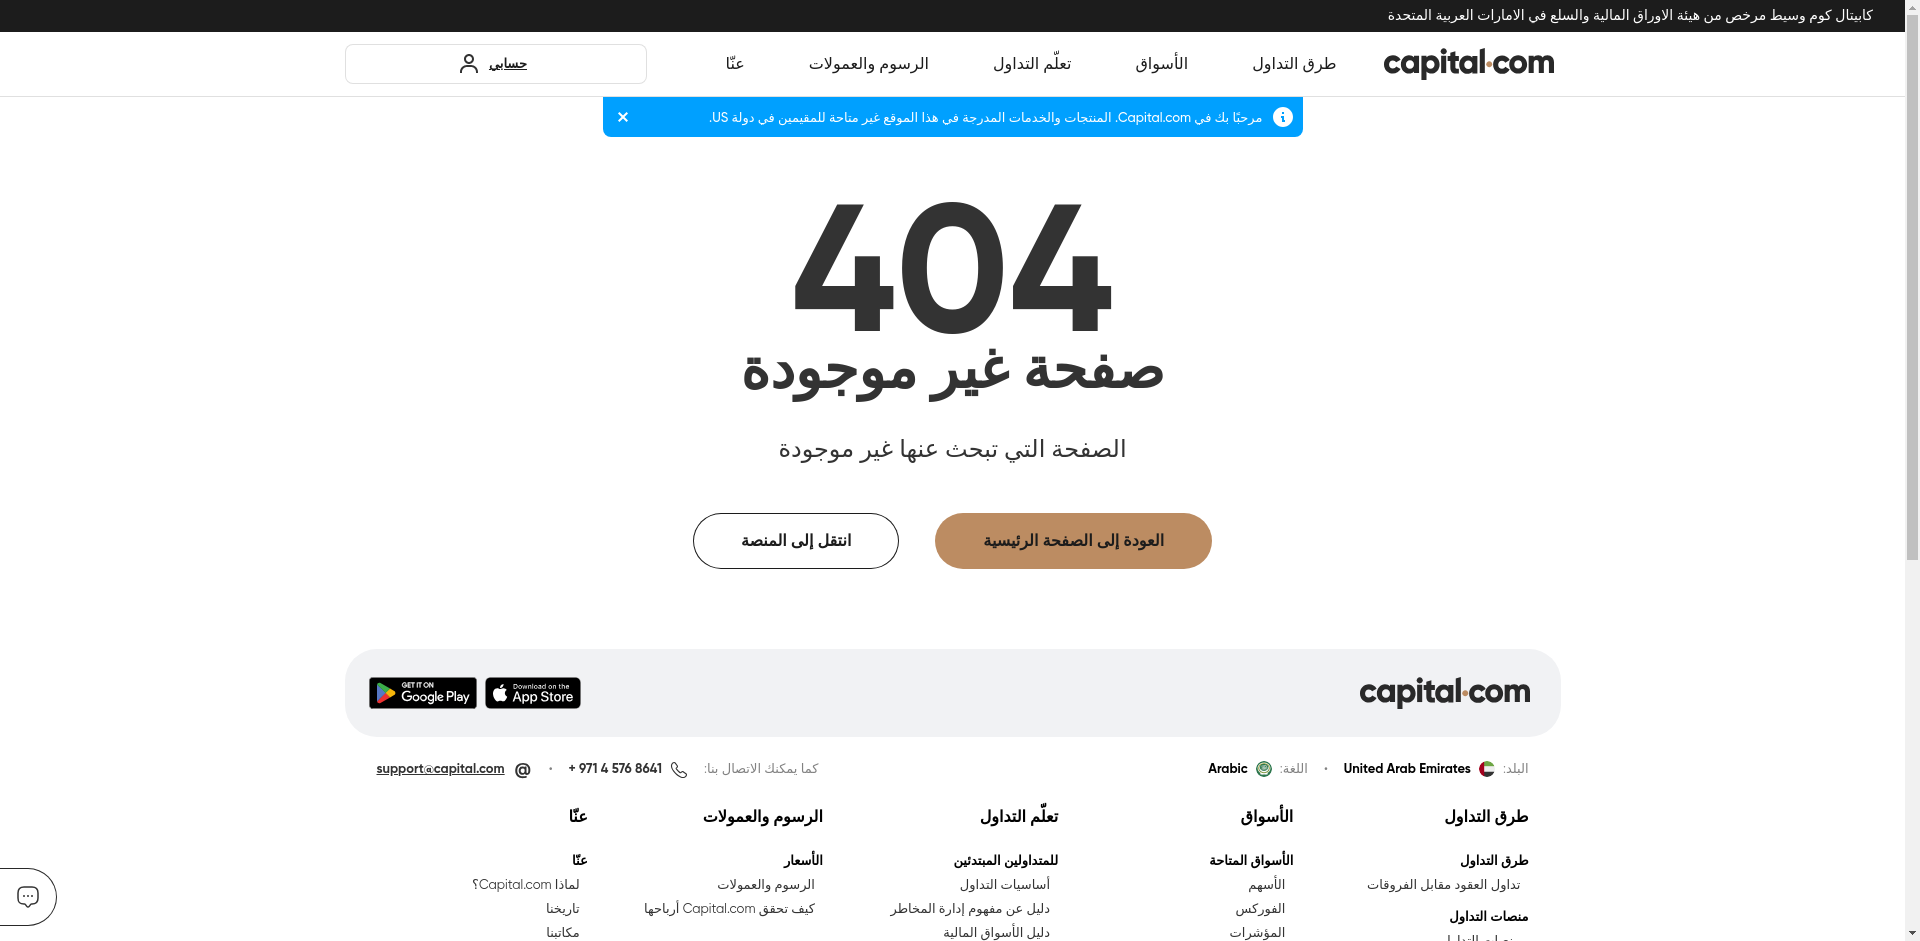 كابيتال كوم وسيط مرخص من هيئة الاوراق المالية والسلع في الامارات العربية المتحدة
capital.com
طرق التداول
الأسواق
تعلّم التداول
الرسوم والعمولات
عنّا
حسابي
مرحبًا بك في Capital.com. المنتجات والخدمات المدرجة في هذا الموقع غير متاحة للمقيمين في دولة US.
404
صفحة غير موجودة
الصفحة التي تبحث عنها غير موجودة
العودة إلى الصفحة الرئيسية
انتقل إلى المنصة
capital.com
Download on the App Store
GET IT ON Google Play
البلد: United Arab Emirates • اللغة: Arabic
كما يمكنك الاتصال بنا: + 971 4 576 8641 • support@capital.com
طرق التداول
طرق التداول
تداول العقود مقابل الفروقات
منصات التداول
الأسواق
الأسواق المتاحة
الأسهم
الفوركس
المؤشرات
تعلّم التداول
للمتداولين المبتدئين
أساسيات التداول
دليل عن مفهوم إدارة المخاطر
دليل الأسواق المالية
الرسوم والعمولات
الأسعار
الرسوم والعمولات
كيف تحقق Capital.com أرباحها
عنّا
عنّا
لماذا Capital.com؟
تاريخنا
مكاتبنا